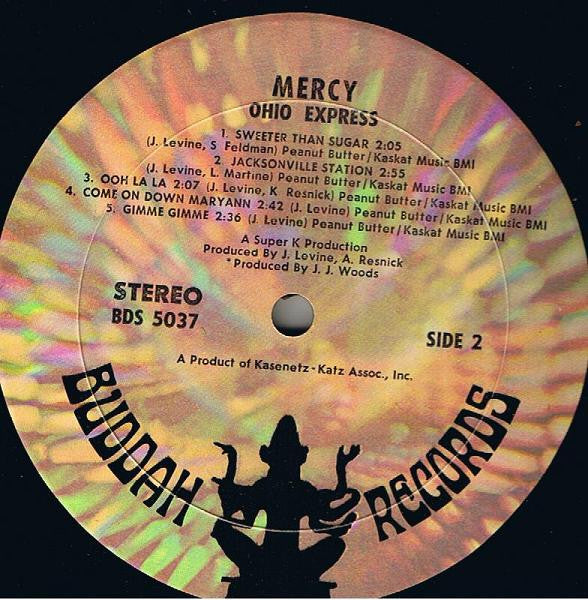 MERCY
OHIO EXPRESS
1. SWEETER THAN SUGAR 2:05
(J. Levine, S. Feldman) Peanut Butter/Kaskat Music BMI
2. JACKSONVILLE STATION 2:55
(J. Levine, L. Martine) Peanut Butter/Kaskat Music BMI
3. OOH LA LA 2:07 (J. Levine, K. Resnick) Peanut Butter/Kaskat Music BMI
4. COME ON DOWN MARYANN 2:42 (J. Levine) Peanut Butter/Kaskat Music BMI
5. GIMME GIMME 2:36 (J. Levine) Peanut Butter/Kaskat Music BMI
A Super K Production
Produced By J. Levine, A. Resnick
*Produced By J. J. Woods
STEREO
BDS 5037
SIDE 2
A Product of Kasenetz-Katz Assoc., Inc.
BUDDAH RECORDS